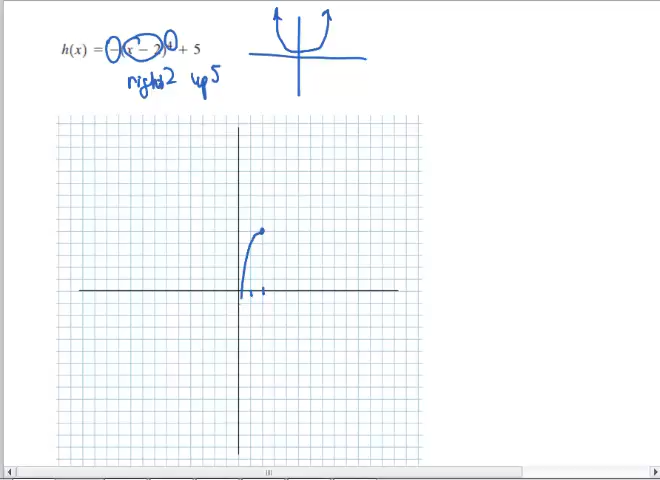 h(x) = −(x − 2)⁴ + 5
right 2 up 5